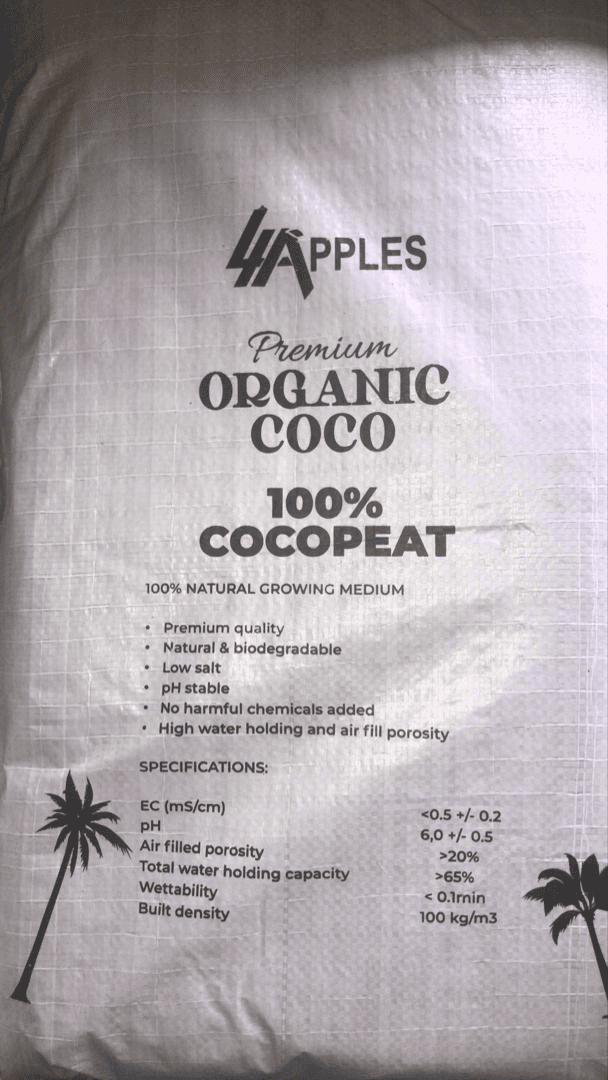 4APPLES
Premium
ORGANIC
COCO
100%
COCOPEAT
100% NATURAL GROWING MEDIUM
• Premium quality
• Natural & biodegradable
• Low salt
• pH stable
• No harmful chemicals added
• High water holding and air fill porosity
SPECIFICATIONS:
EC (mS/cm) <0.5 +/- 0.2
pH 6,0 +/- 0.5
Air filled porosity >20%
Total water holding capacity >65%
Wettability < 0.1min
Built density 100 kg/m3